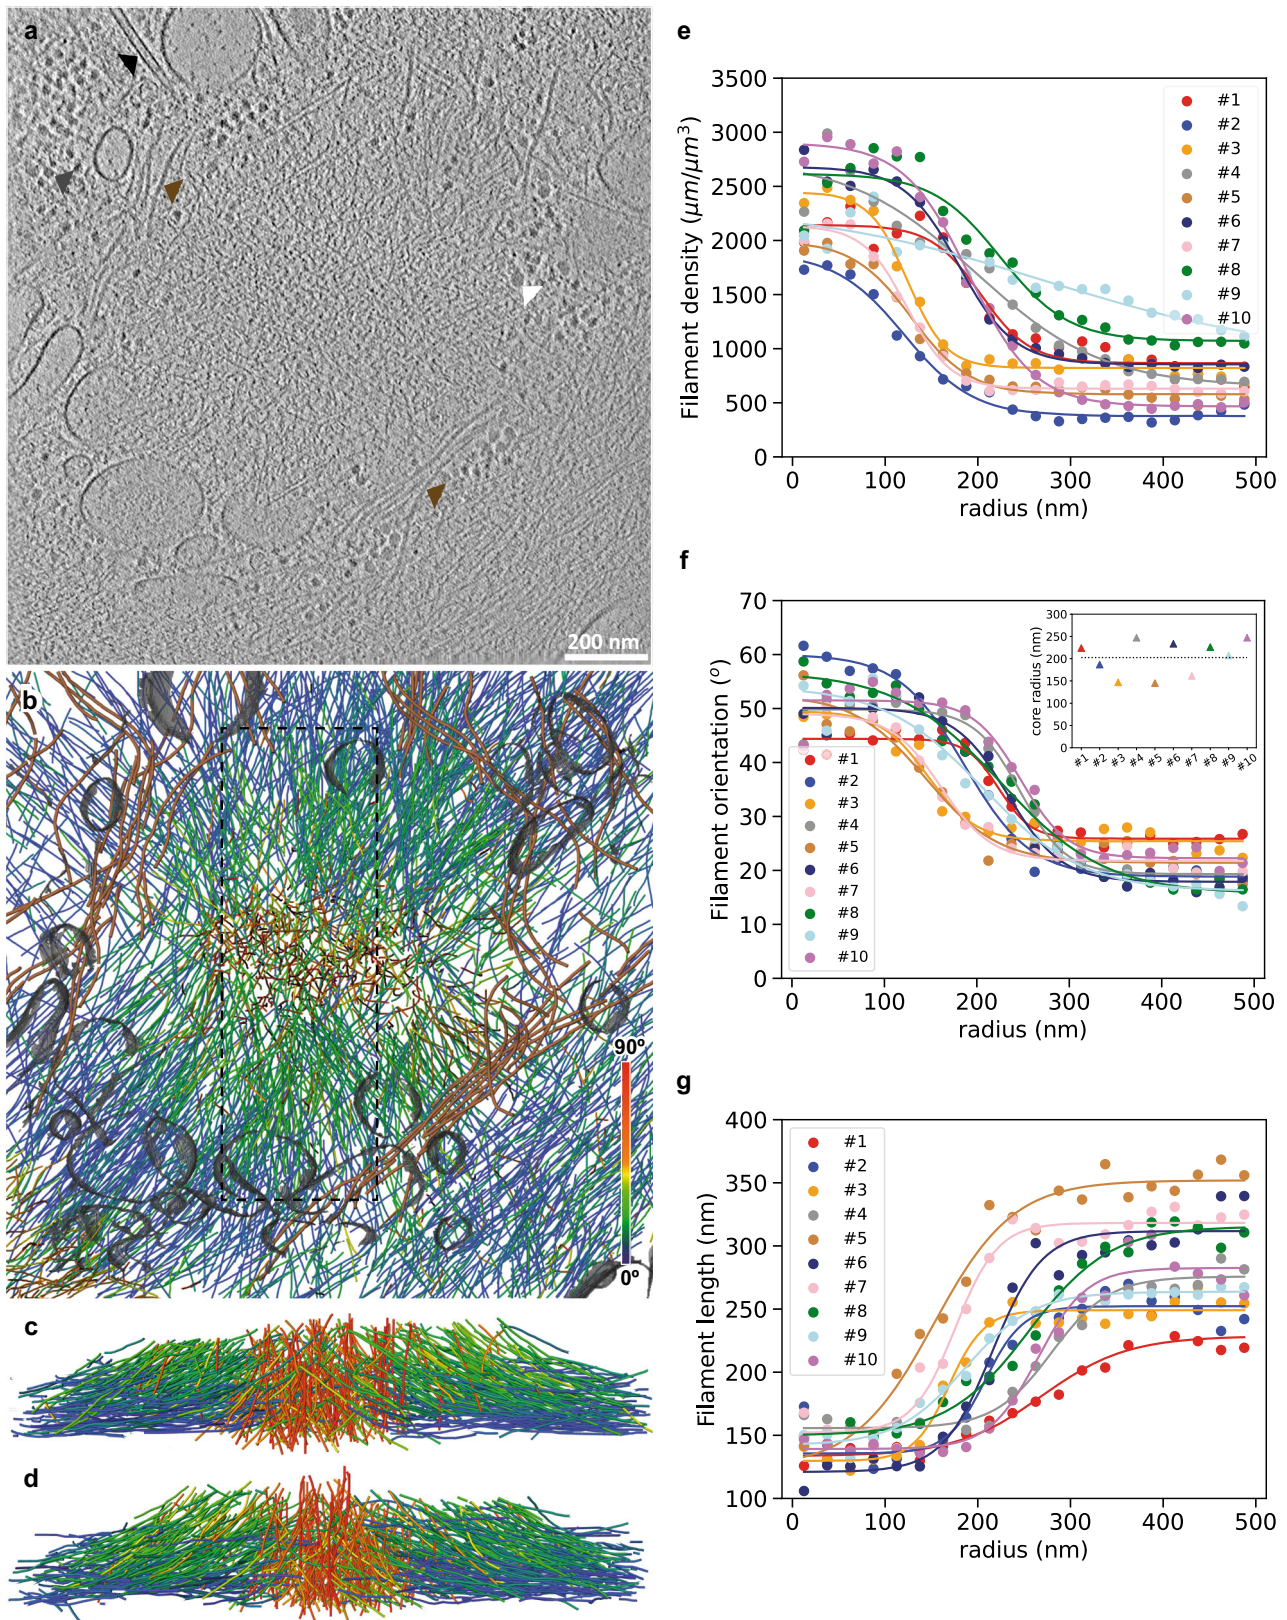 a
200 nm
b
90º
0º
c
d
e
Filament density (μm/μm³)
3500
3000
2500
2000
1500
1000
500
0
0 100 200 300 400 500
radius (nm)
#1
#2
#3
#4
#5
#6
#7
#8
#9
#10
f
Filament orientation (°)
70
60
50
40
30
20
10
0
0 100 200 300 400 500
radius (nm)
#1
#2
#3
#4
#5
#6
#7
#8
#9
#10
core radius (nm)
300
250
200
150
100
50
0
#1 #2 #3 #4 #5 #6 #7 #8 #9 #10
g
Filament length (nm)
400
350
300
250
200
150
100
0 100 200 300 400 500
radius (nm)
#1
#2
#3
#4
#5
#6
#7
#8
#9
#10